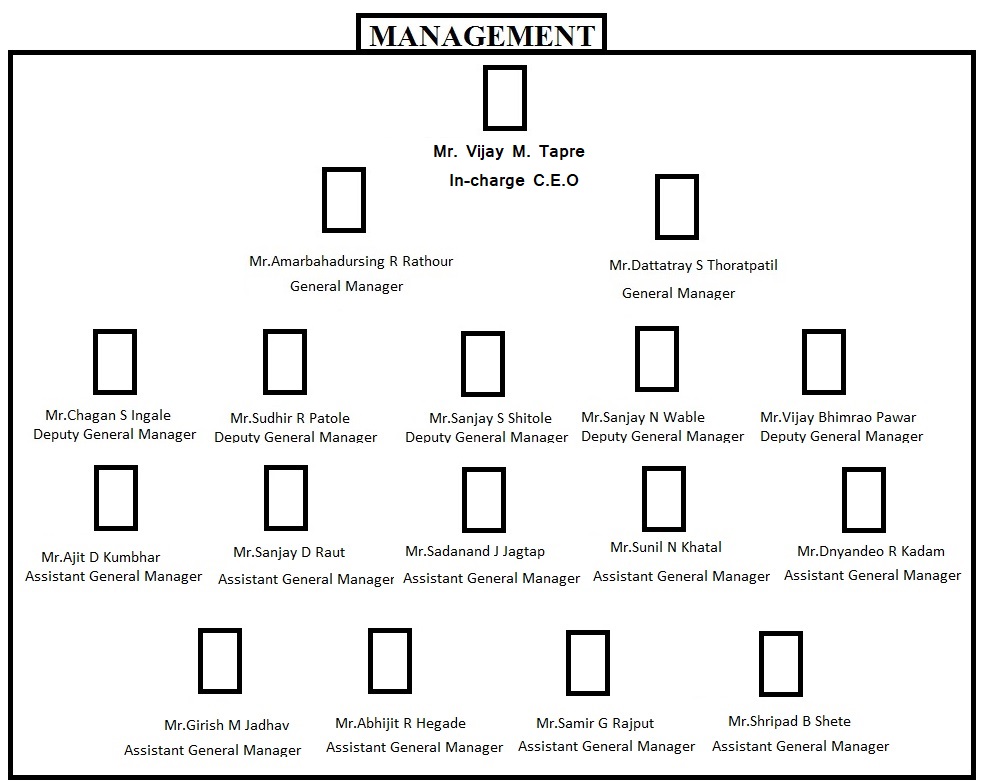 MANAGEMENT
Mr. Vijay M. Tapre
In-charge C.E.O
Mr.Amarbahadursing R Rathour
General Manager
Mr.Dattatray S Thoratpatil
General Manager
Mr.Chagan S Ingale
Deputy General Manager
Mr.Sudhir R Patole
Deputy General Manager
Mr.Sanjay S Shitole
Deputy General Manager
Mr.Sanjay N Wable
Deputy General Manager
Mr.Vijay Bhimrao Pawar
Deputy General Manager
Mr.Ajit D Kumbhar
Assistant General Manager
Mr.Sanjay D Raut
Assistant General Manager
Mr.Sadanand J Jagtap
Assistant General Manager
Mr.Sunil N Khatal
Assistant General Manager
Mr.Dnyandeo R Kadam
Assistant General Manager
Mr.Girish M Jadhav
Assistant General Manager
Mr.Abhijit R Hegade
Assistant General Manager
Mr.Samir G Rajput
Assistant General Manager
Mr.Shripad B Shete
Assistant General Manager